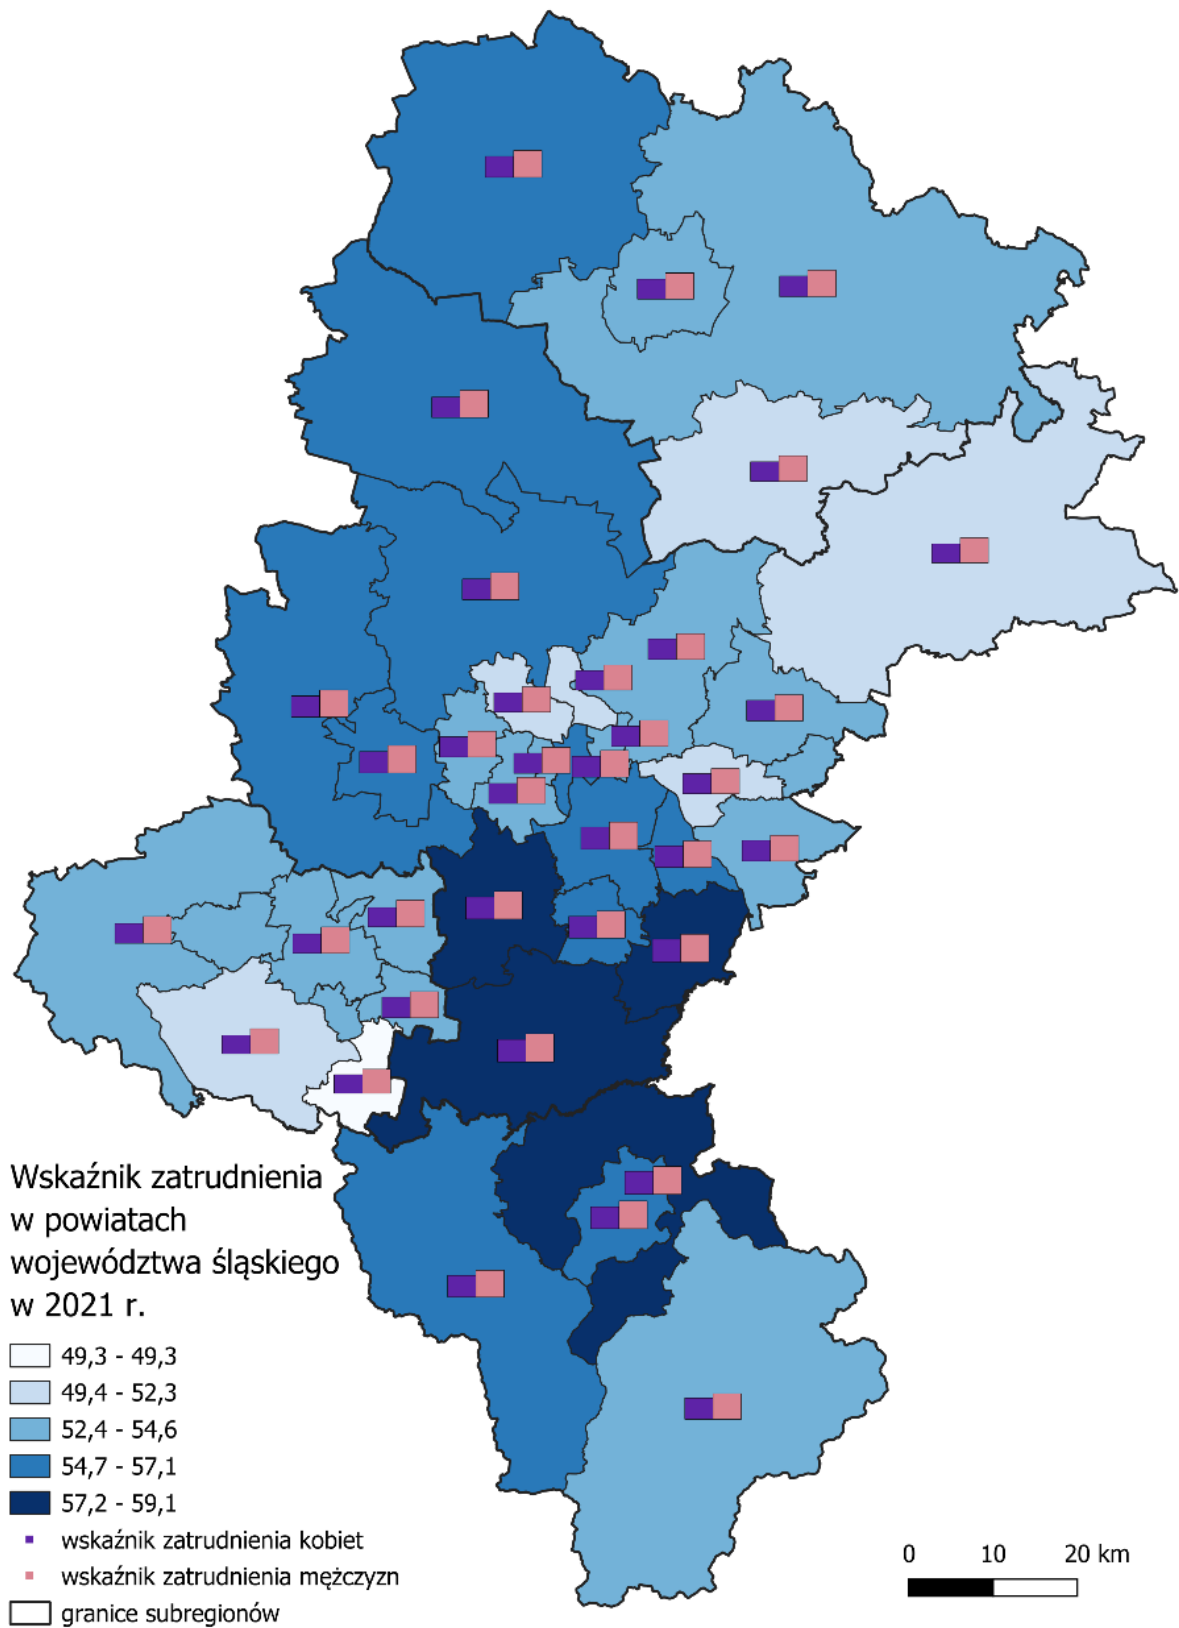 Wskaźnik zatrudnienia
w powiatach
województwa śląskiego
w 2021 r.
49,3 - 49,3
49,4 - 52,3
52,4 - 54,6
54,7 - 57,1
57,2 - 59,1
wskaźnik zatrudnienia kobiet
wskaźnik zatrudnienia mężczyzn
granice subregionów
0 10 20 km